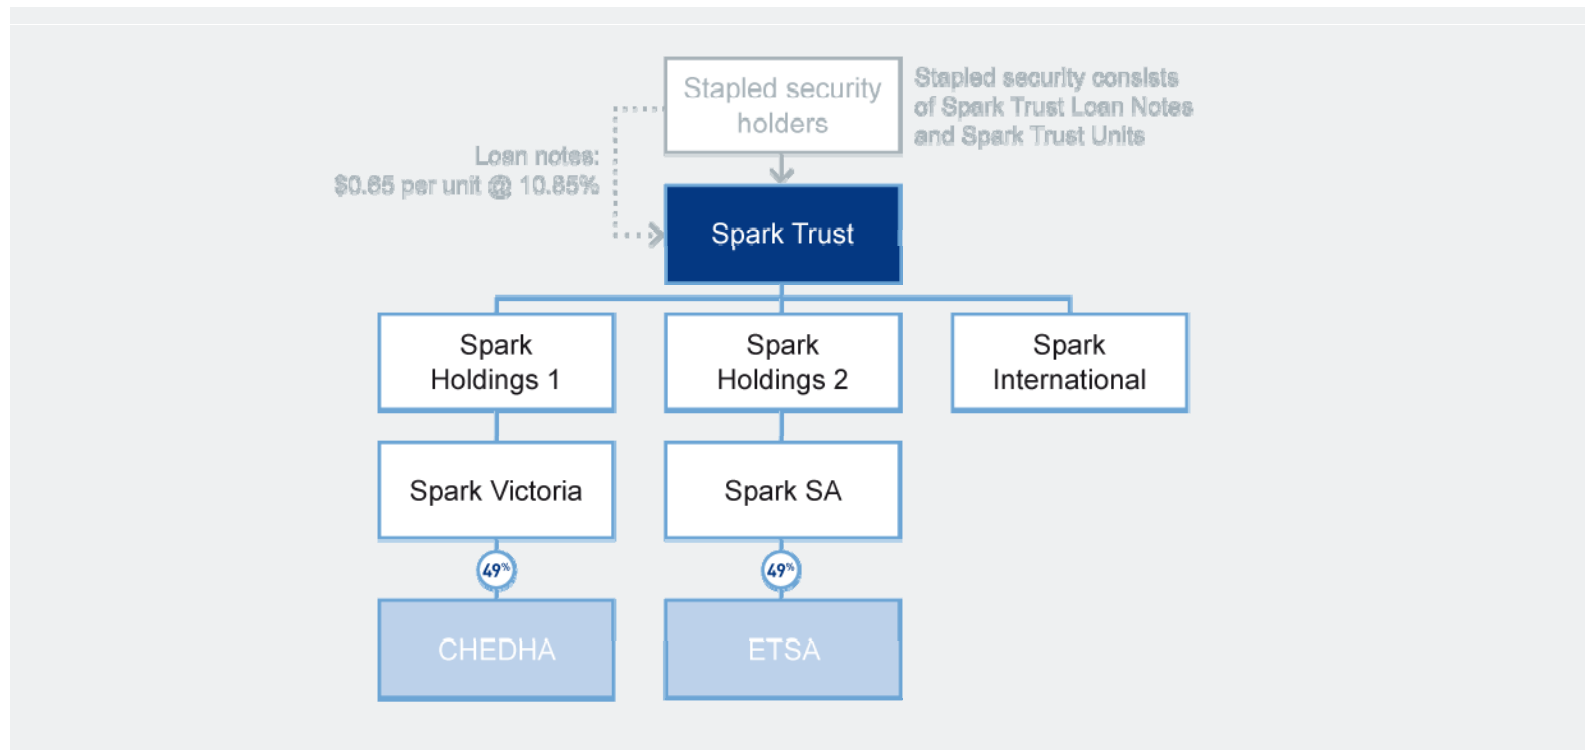 Stapled security
holders
Stapled security consists
of Spark Trust Loan Notes
and Spark Trust Units
Loan notes:
$0.65 per unit @ 10.85%
Spark Trust
Spark
Holdings 1
Spark
Holdings 2
Spark
International
Spark Victoria
Spark SA
49%
49%
CHEDHA
ETSA